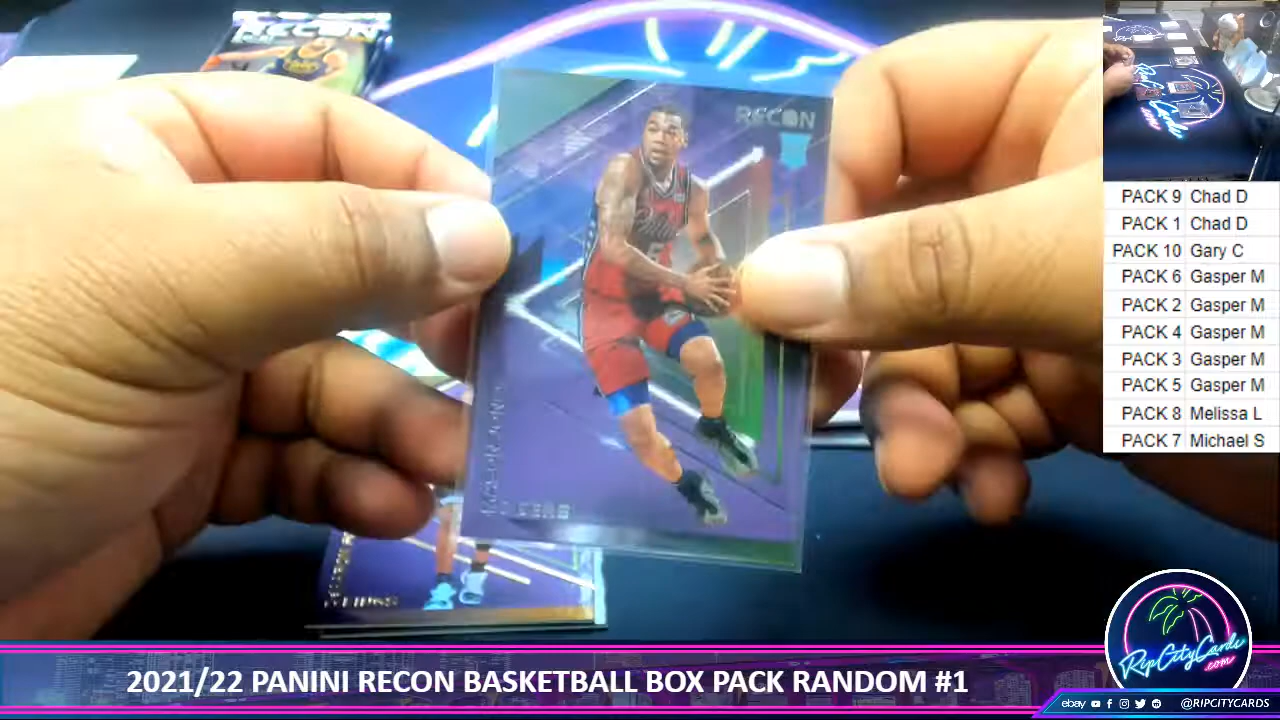 RECON
RECON
PACK 9 Chad D
PACK 1 Chad D
PACK 10 Gary C
PACK 6 Gasper M
PACK 2 Gasper M
PACK 4 Gasper M
PACK 3 Gasper M
PACK 5 Gasper M
PACK 8 Melissa L
PACK 7 Michael S
RipCityCards
.com
2021/22 PANINI RECON BASKETBALL BOX PACK RANDOM #1
ebay @RIPCITYCARDS